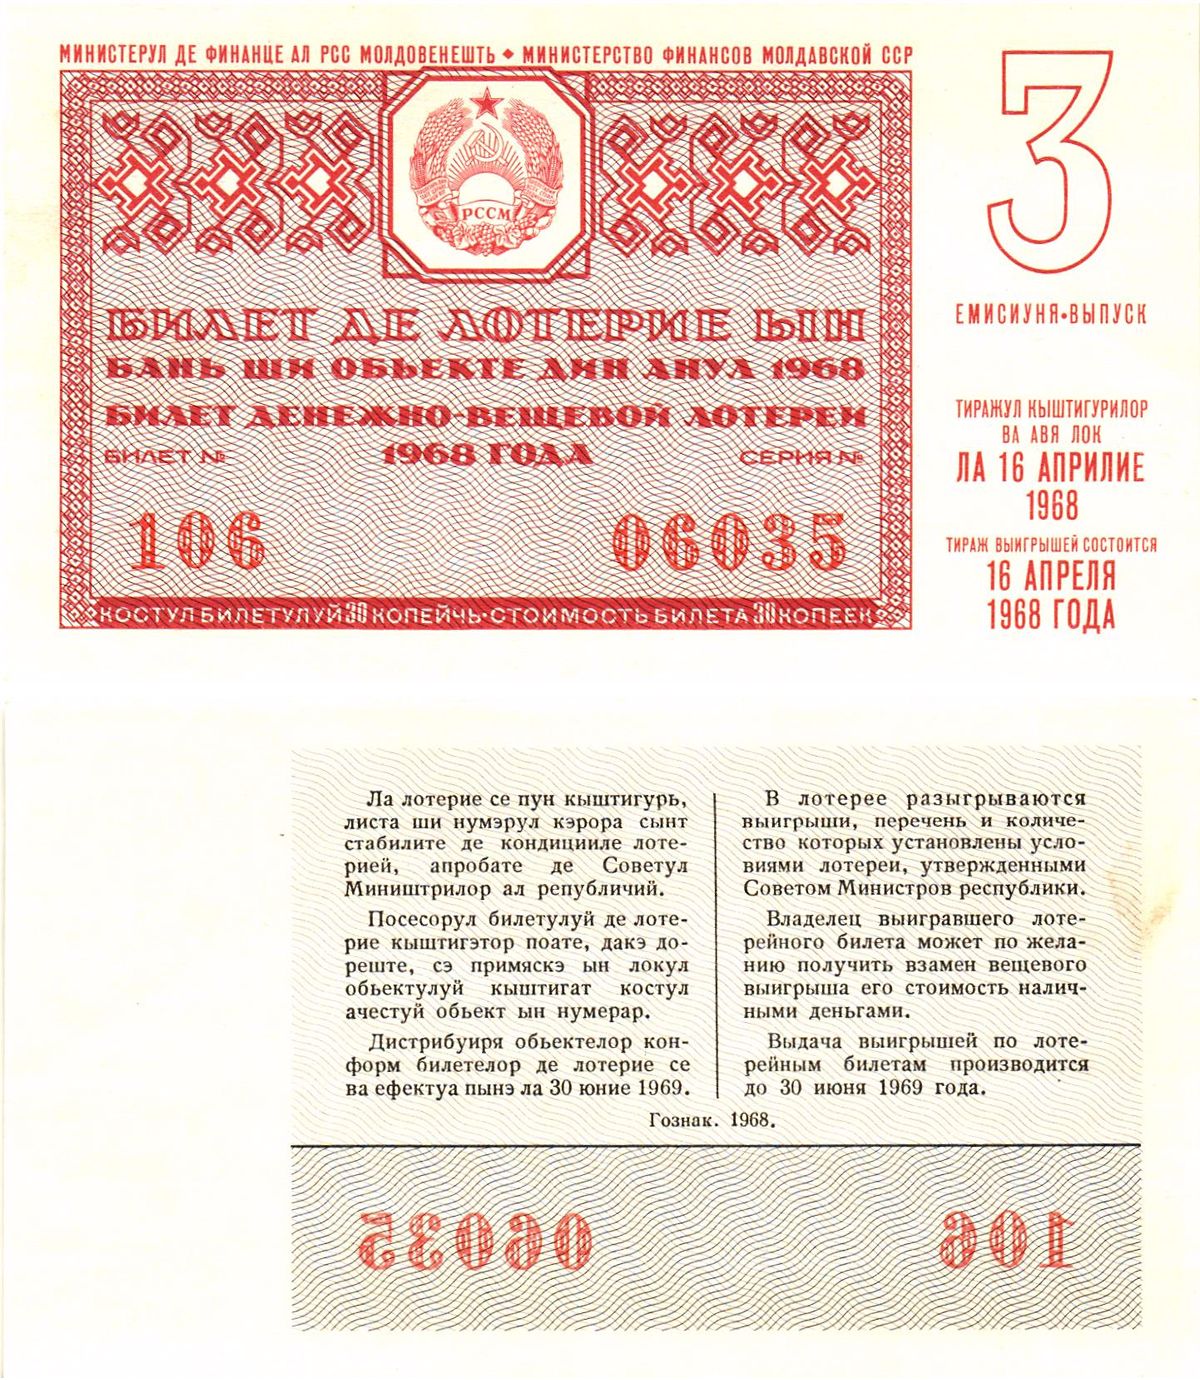 МИНИСТЕРУЛ ДЕ ФИНАНЦЕ АЛ РСС МОЛДОВЕНЕШТЬ ◆ МИНИСТЕРСТВО ФИНАНСОВ МОЛДАВСКОЙ ССР
РССМ
БИЛЕТ ДЕ ЛОТЕРИЕ ЫН
БАНЬ ШИ ОБЬЕКТЕ ДИН АНУЛ 1968
БИЛЕТ ДЕНЕЖНО-ВЕЩЕВОЙ ЛОТЕРЕИ
1968 ГОДА
БИЛЕТ № СЕРИЯ №
106 06035
КОСТУЛ БИЛЕТУЛУЙ 30 КОПЕЙЧЬ·СТОИМОСТЬ БИЛЕТА 30 КОПЕЕК
3
ЕМИСИУНЯ•ВЫПУСК
ТИРАЖУЛ КЫШТИГУРИЛОР
ВА АВЯ ЛОК
ЛА 16 АПРИЛИЕ
1968
ТИРАЖ ВЫИГРЫШЕЙ СОСТОИТСЯ
16 АПРЕЛЯ
1968 ГОДА
Ла лотерие се пун кыштигурь,
листа ши нумэрул кэрора сынт
стабилите де кондицииле лоте-
рией, апробате де Советул
Миништрилор ал републичий.
Посесорул билетулуй де лоте-
рие кыштигэтор поате, дакэ до-
реште, сэ примяскэ ын локул
обьектулуй кыштигат костул
ачестуй обьект ын нумерар.
Дистрибуиря обьектелор кон-
форм билетелор де лотерие се
ва ефектуа пынэ ла 30 юние 1969.
В лотерее разыгрываются
выигрыши, перечень и количе-
ство которых установлены усло-
виями лотереи, утвержденными
Советом Министров республики.
Владелец выигравшего лоте-
рейного билета может по жела-
нию получить взамен вещевого
выигрыша его стоимость налич-
ными деньгами.
Выдача выигрышей по лоте-
рейным билетам производится
до 30 июня 1969 года.
Гознак. 1968.
06035 106